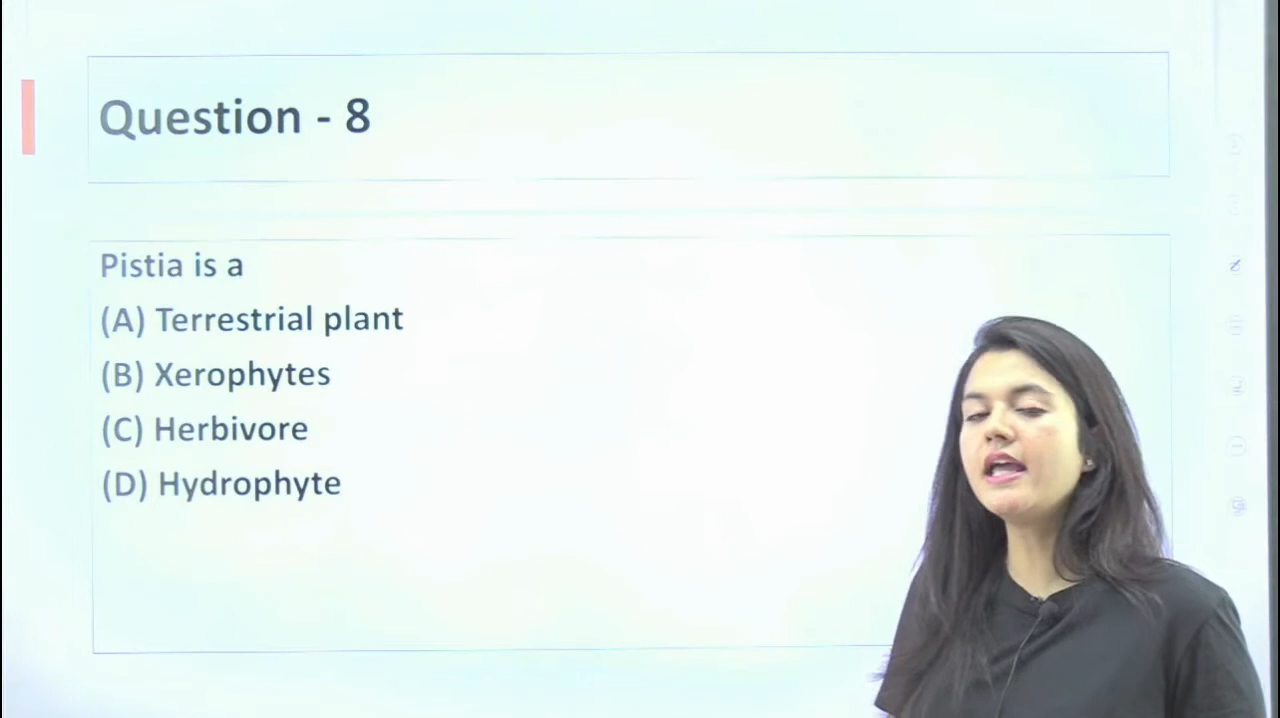 Question - 8
Pistia is a
(A) Terrestrial plant
(B) Xerophytes
(C) Herbivore
(D) Hydrophyte